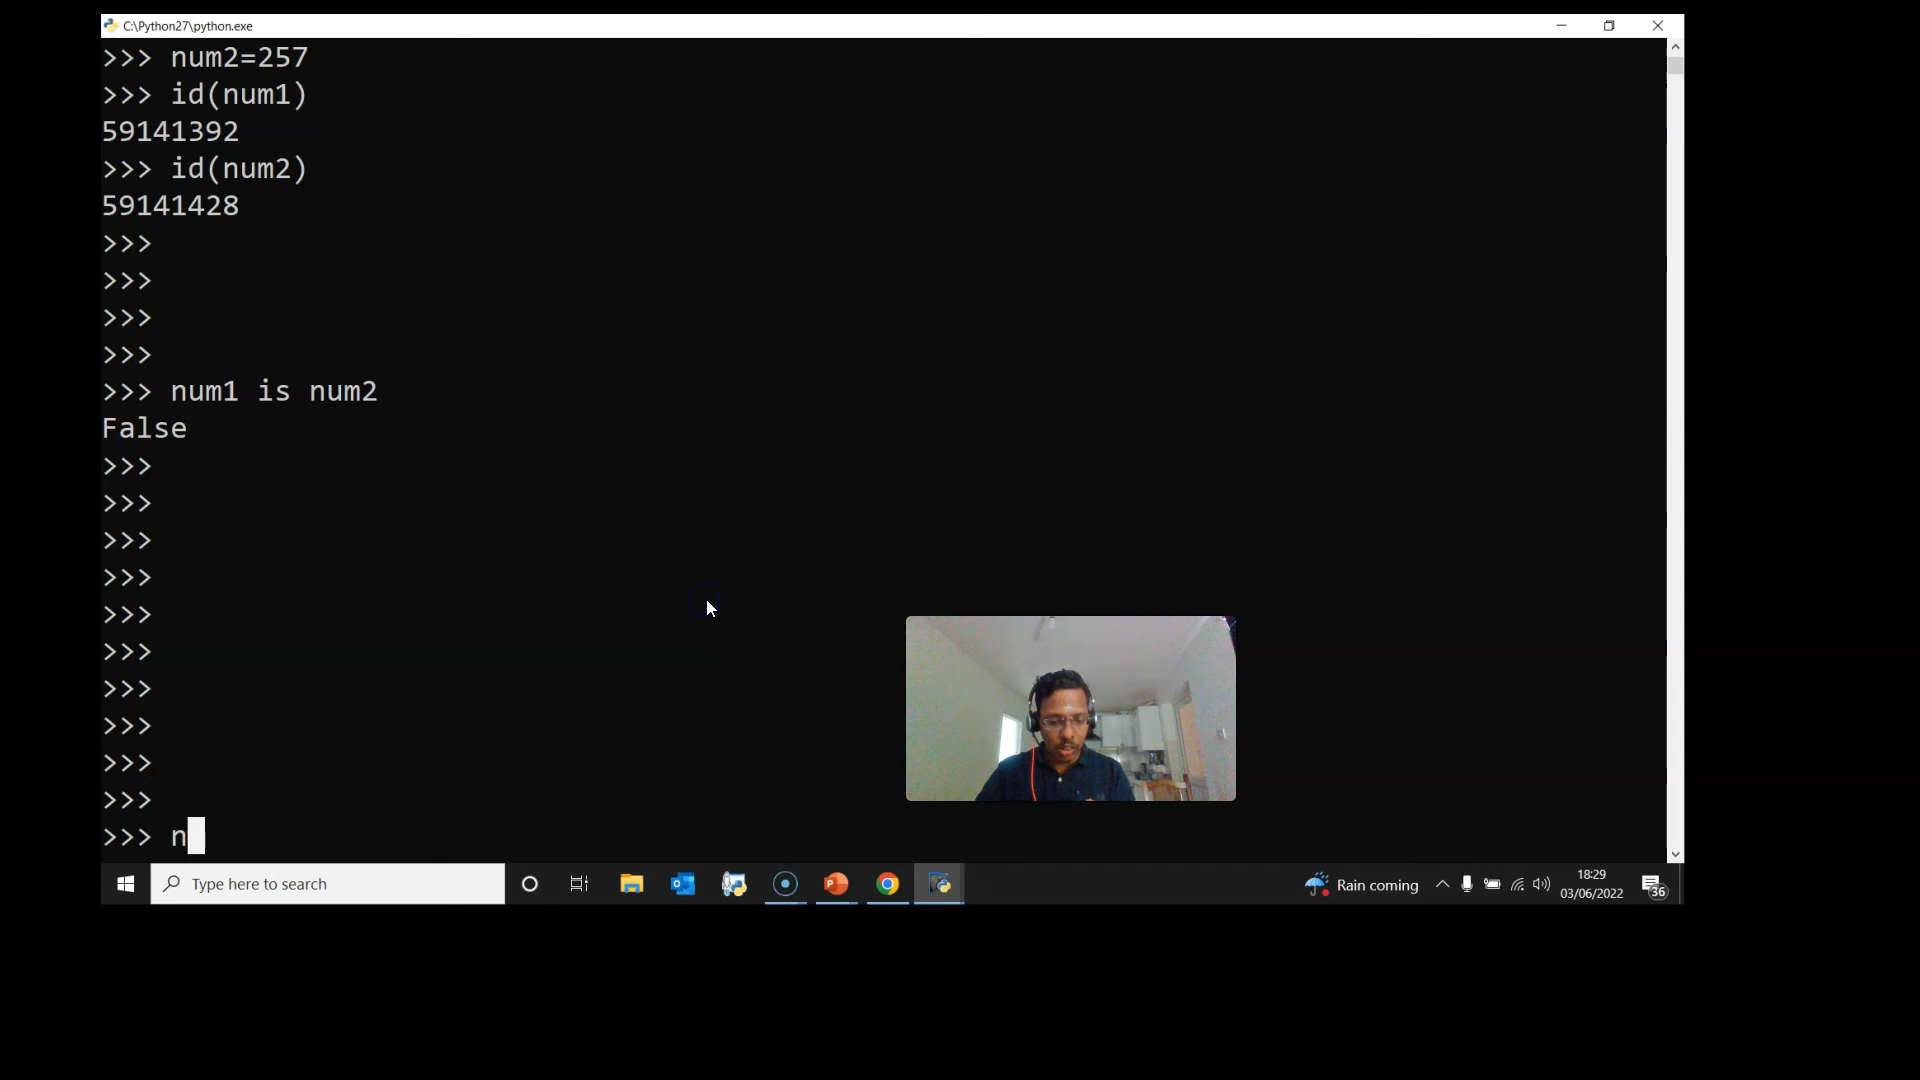 C:\Python27\python.exe
>>> num2=257
>>> id(num1)
59141392
>>> id(num2)
59141428
>>>
>>>
>>>
>>>
>>> num1 is num2
False
>>>
>>>
>>>
>>>
>>>
>>>
>>>
>>>
>>>
>>>
>>> n
Type here to search
Rain coming
18:29
03/06/2022
36